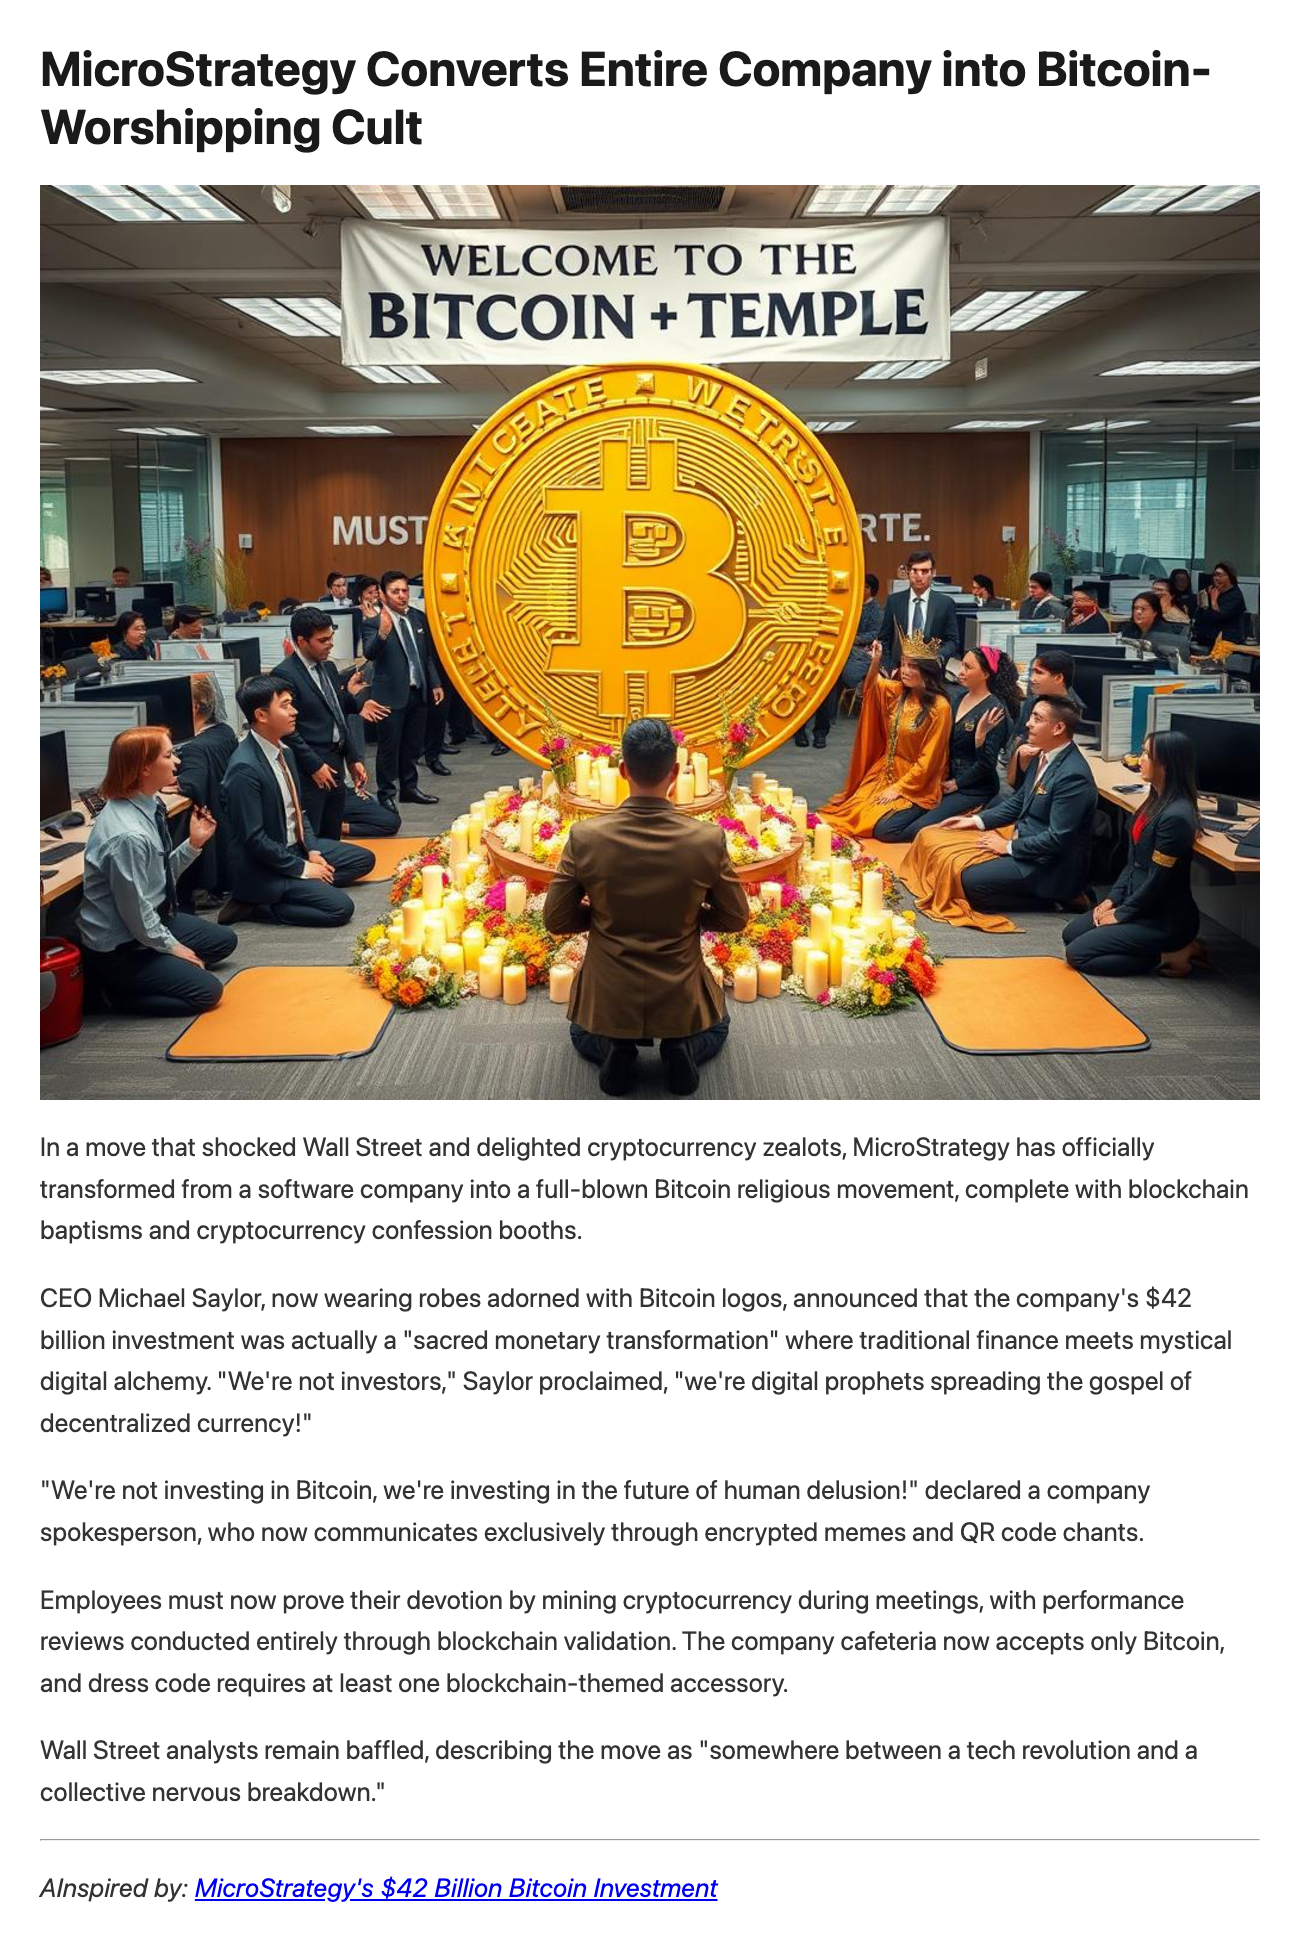 MicroStrategy Converts Entire Company into Bitcoin-
Worshipping Cult
WELCOME TO THE
BITCOIN + TEMPLE
MUST
RTE.
In a move that shocked Wall Street and delighted cryptocurrency zealots, MicroStrategy has officially
transformed from a software company into a full-blown Bitcoin religious movement, complete with blockchain
baptisms and cryptocurrency confession booths.
CEO Michael Saylor, now wearing robes adorned with Bitcoin logos, announced that the company's $42
billion investment was actually a "sacred monetary transformation" where traditional finance meets mystical
digital alchemy. "We're not investors," Saylor proclaimed, "we're digital prophets spreading the gospel of
decentralized currency!"
"We're not investing in Bitcoin, we're investing in the future of human delusion!" declared a company
spokesperson, who now communicates exclusively through encrypted memes and QR code chants.
Employees must now prove their devotion by mining cryptocurrency during meetings, with performance
reviews conducted entirely through blockchain validation. The company cafeteria now accepts only Bitcoin,
and dress code requires at least one blockchain-themed accessory.
Wall Street analysts remain baffled, describing the move as "somewhere between a tech revolution and a
collective nervous breakdown."
AInspired by: MicroStrategy's $42 Billion Bitcoin Investment